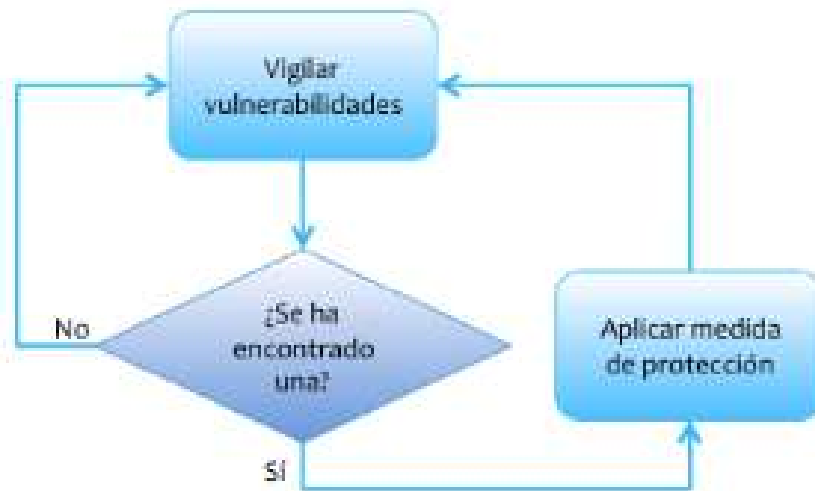 Vigilar
vulnerabilidades
¿Se ha
encontrado
una?
No
Aplicar medida
de protección
Sí